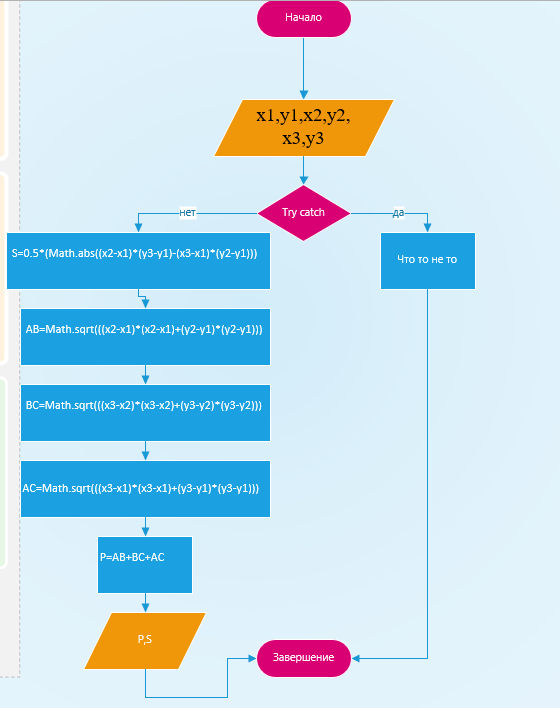 Начало
x1,y1,x2,y2,
x3,y3
Try catch
нет
да
S=0.5*(Math.abs((x2-x1)*(y3-y1)-(x3-x1)*(y2-y1)))
Что то не то
AB=Math.sqrt(((x2-x1)*(x2-x1)+(y2-y1)*(y2-y1)))
BC=Math.sqrt(((x3-x2)*(x3-x2)+(y3-y2)*(y3-y2)))
AC=Math.sqrt(((x3-x1)*(x3-x1)+(y3-y1)*(y3-y1)))
P=AB+BC+AC
P,S
Завершение